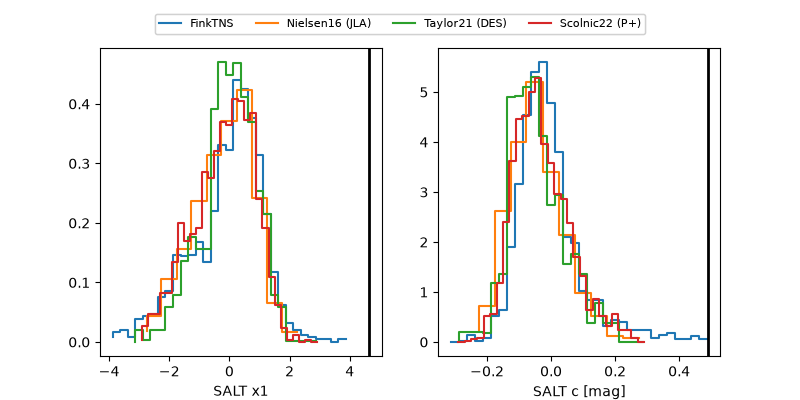 FinkTNS Nielsen16 (JLA) Taylor21 (DES) Scolnic22 (P+)
0.0
0.1
0.2
0.3
0.4
−4 −2 0 2 4
SALT x1
0
1
2
3
4
5
−0.2 0.0 0.2 0.4
SALT c [mag]